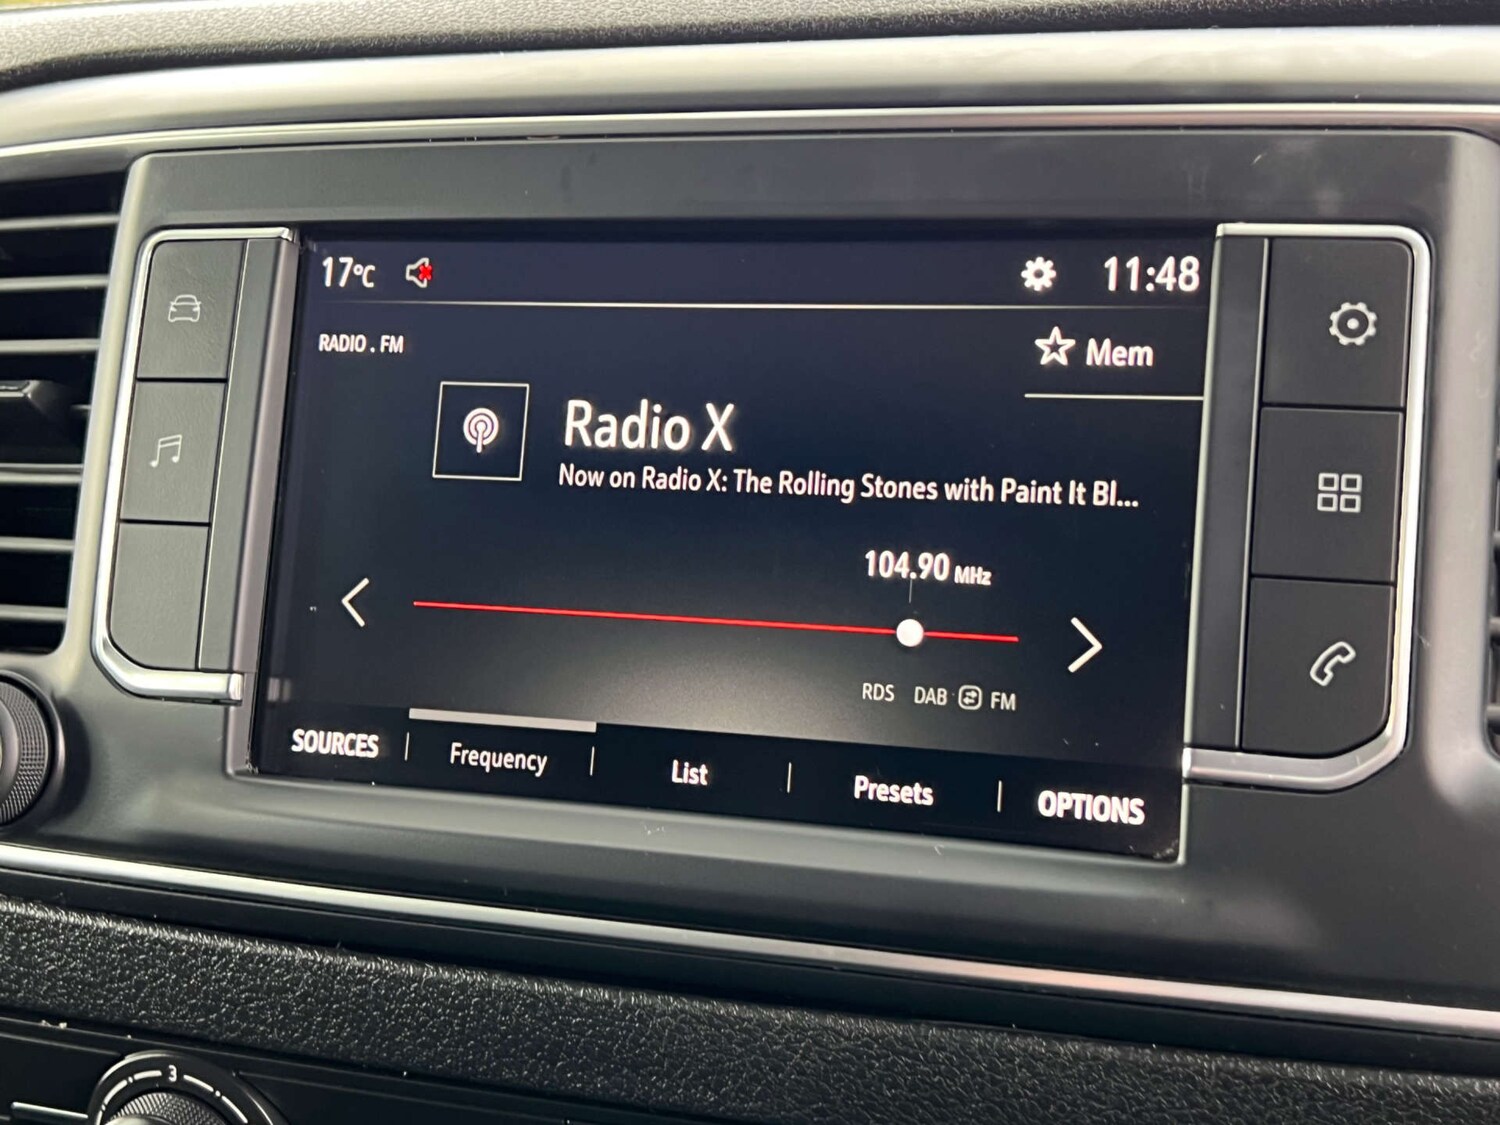 17°C 11:48
RADIO . FM
Mem
Radio X
Now on Radio X: The Rolling Stones with Paint It Bl...
104.90 MHz
RDS DAB FM
SOURCES Frequency List Presets OPTIONS
3